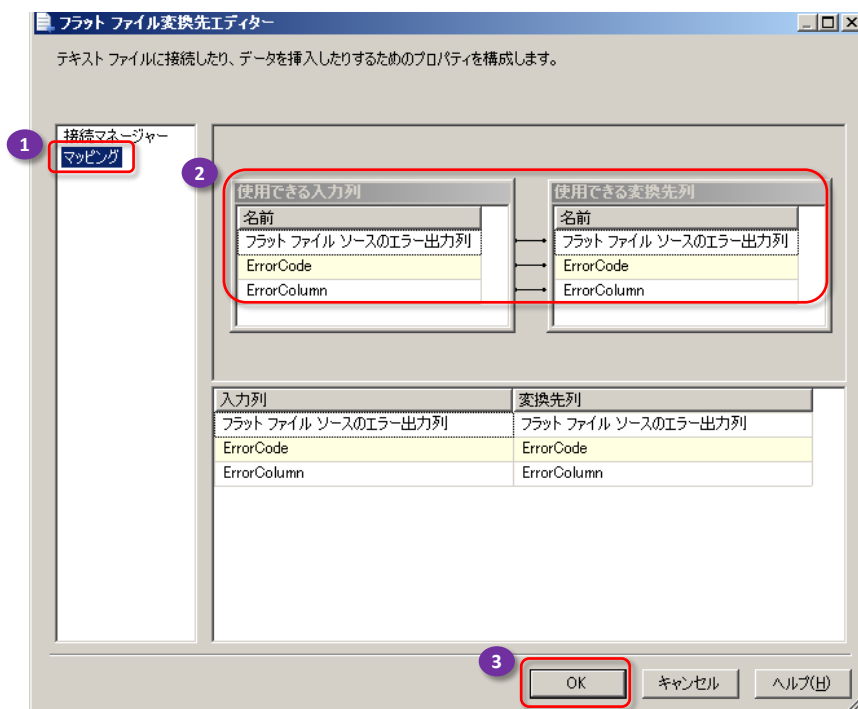 フラット ファイル変換先エディター
テキスト ファイルに接続したり、データを挿入したりするためのプロパティを構成します。
接続マネージャー
1
マッピング
2
使用できる入力列
使用できる変換先列
名前
名前
フラット ファイル ソースのエラー出力列
フラット ファイル ソースのエラー出力列
ErrorCode
ErrorCode
ErrorColumn
ErrorColumn
入力列
変換先列
フラット ファイル ソースのエラー出力列
フラット ファイル ソースのエラー出力列
ErrorCode
ErrorCode
ErrorColumn
ErrorColumn
3
OK
キャンセル
ヘルプ(H)